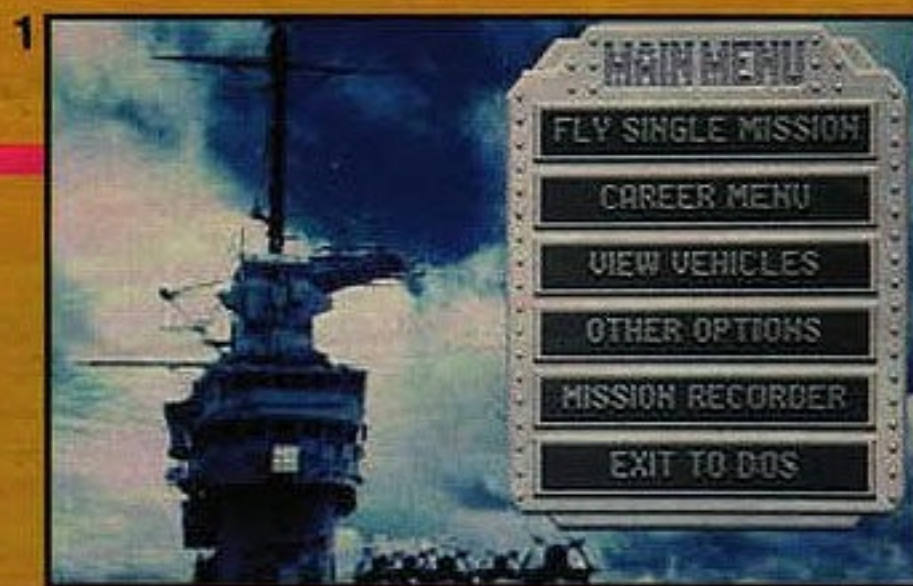 1
MAIN MENU
FLY SINGLE MISSION
CAREER MENU
VIEW VEHICLES
OTHER OPTIONS
MISSION RECORDER
EXIT TO DOS